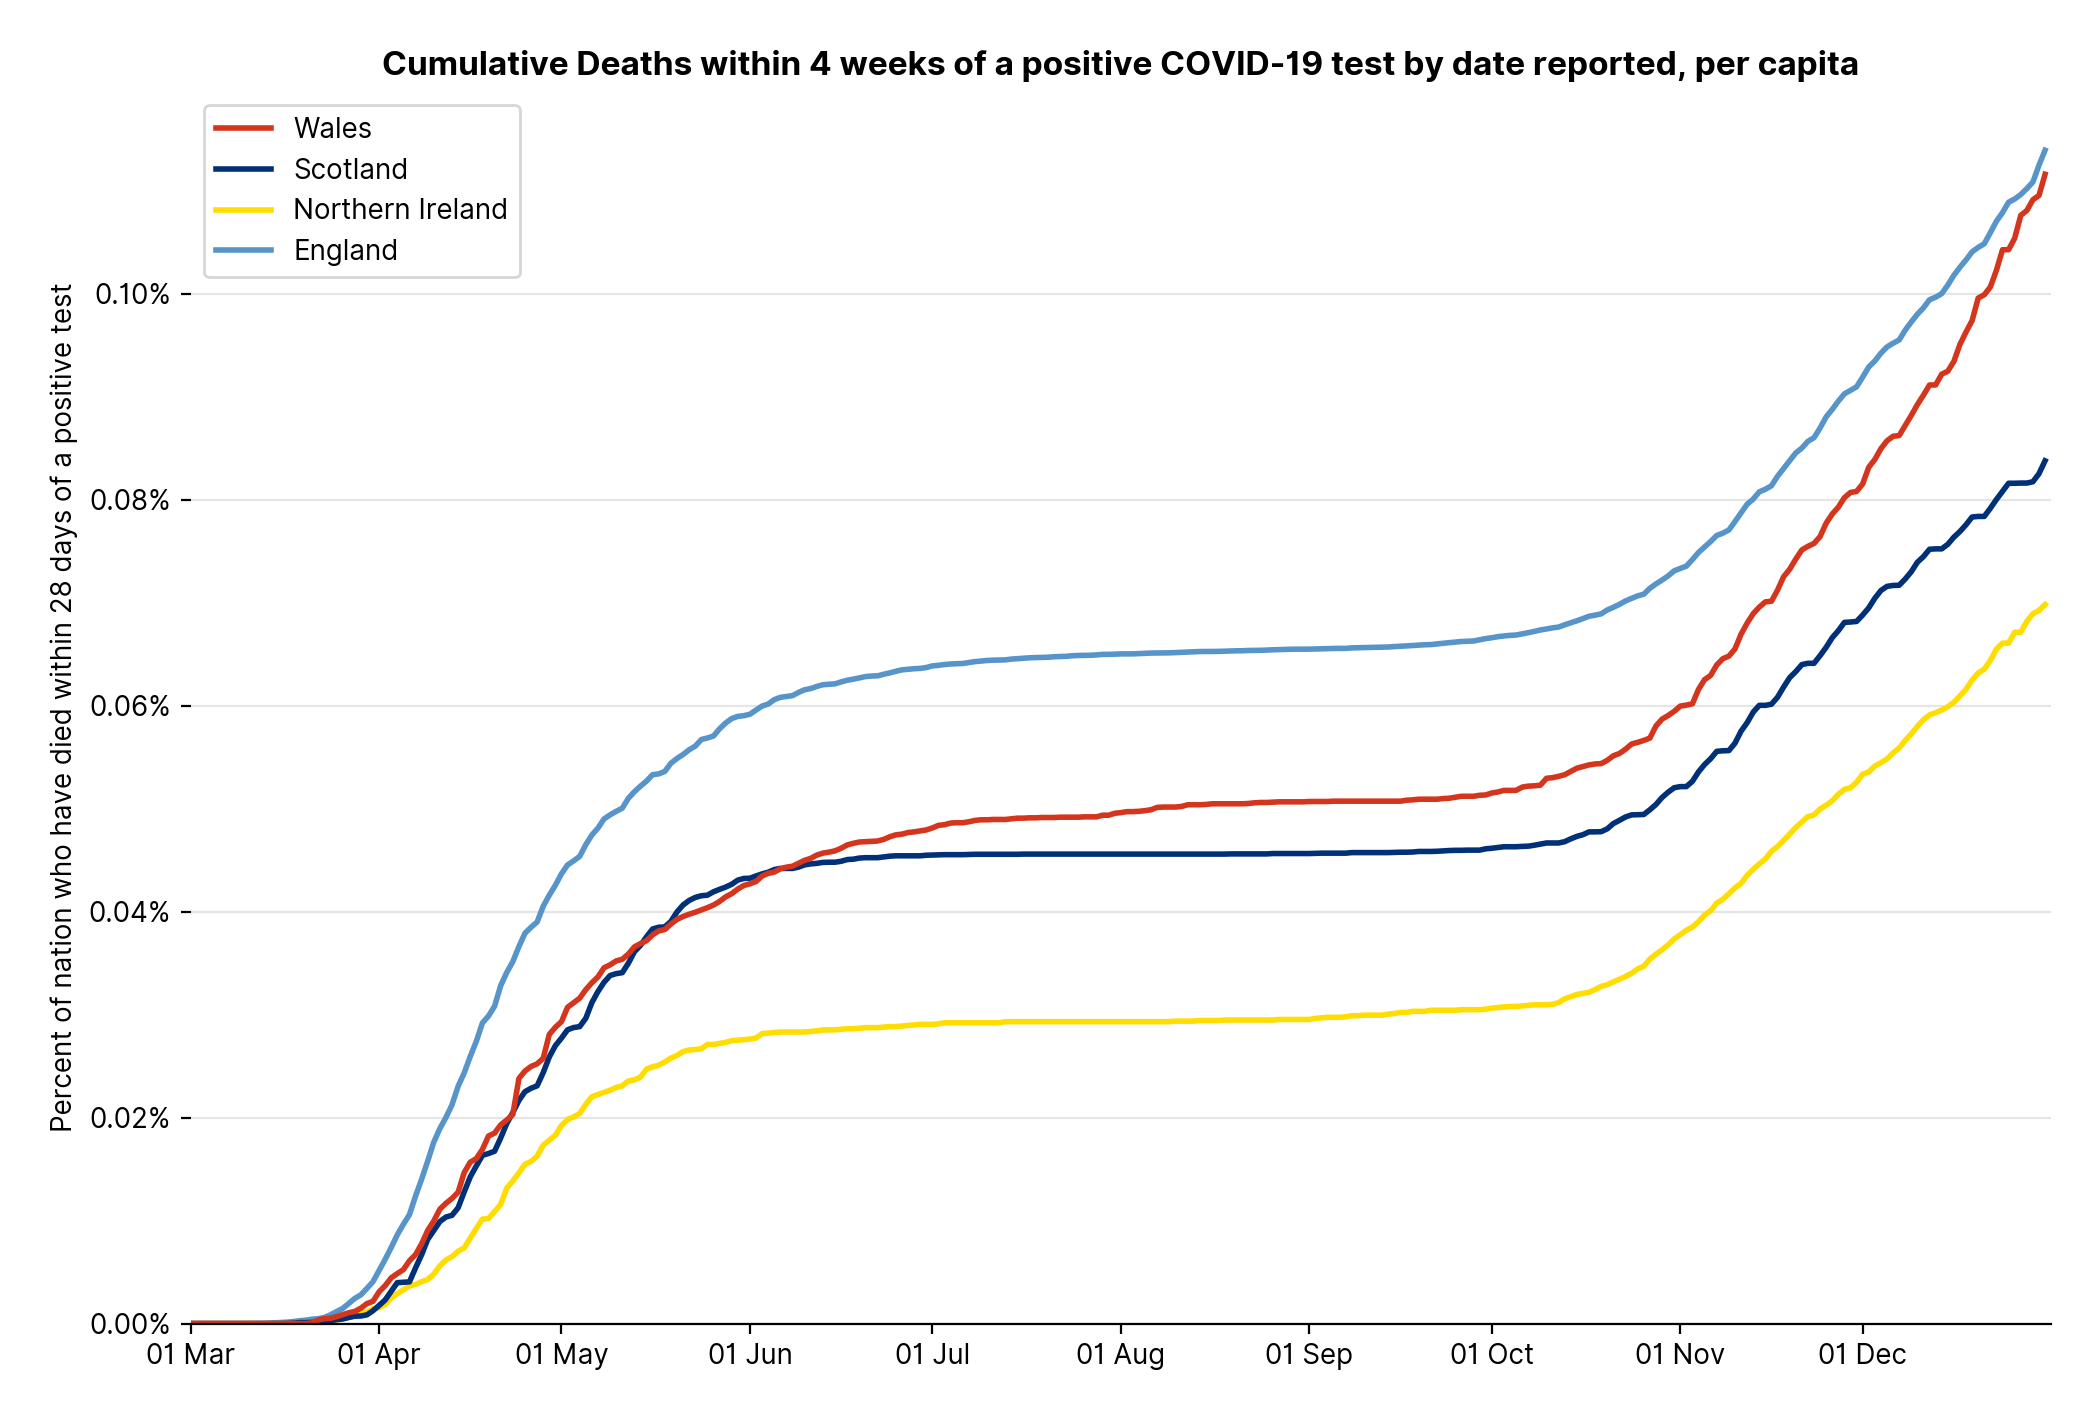 Cumulative Deaths within 4 weeks of a positive COVID-19 test by date reported, per capita
Wales
Scotland
Northern Ireland
England
Percent of nation who have died within 28 days of a positive test
0.10%
0.08%
0.06%
0.04%
0.02%
0.00%
01 Mar
01 Apr
01 May
01 Jun
01 Jul
01 Aug
01 Sep
01 Oct
01 Nov
01 Dec